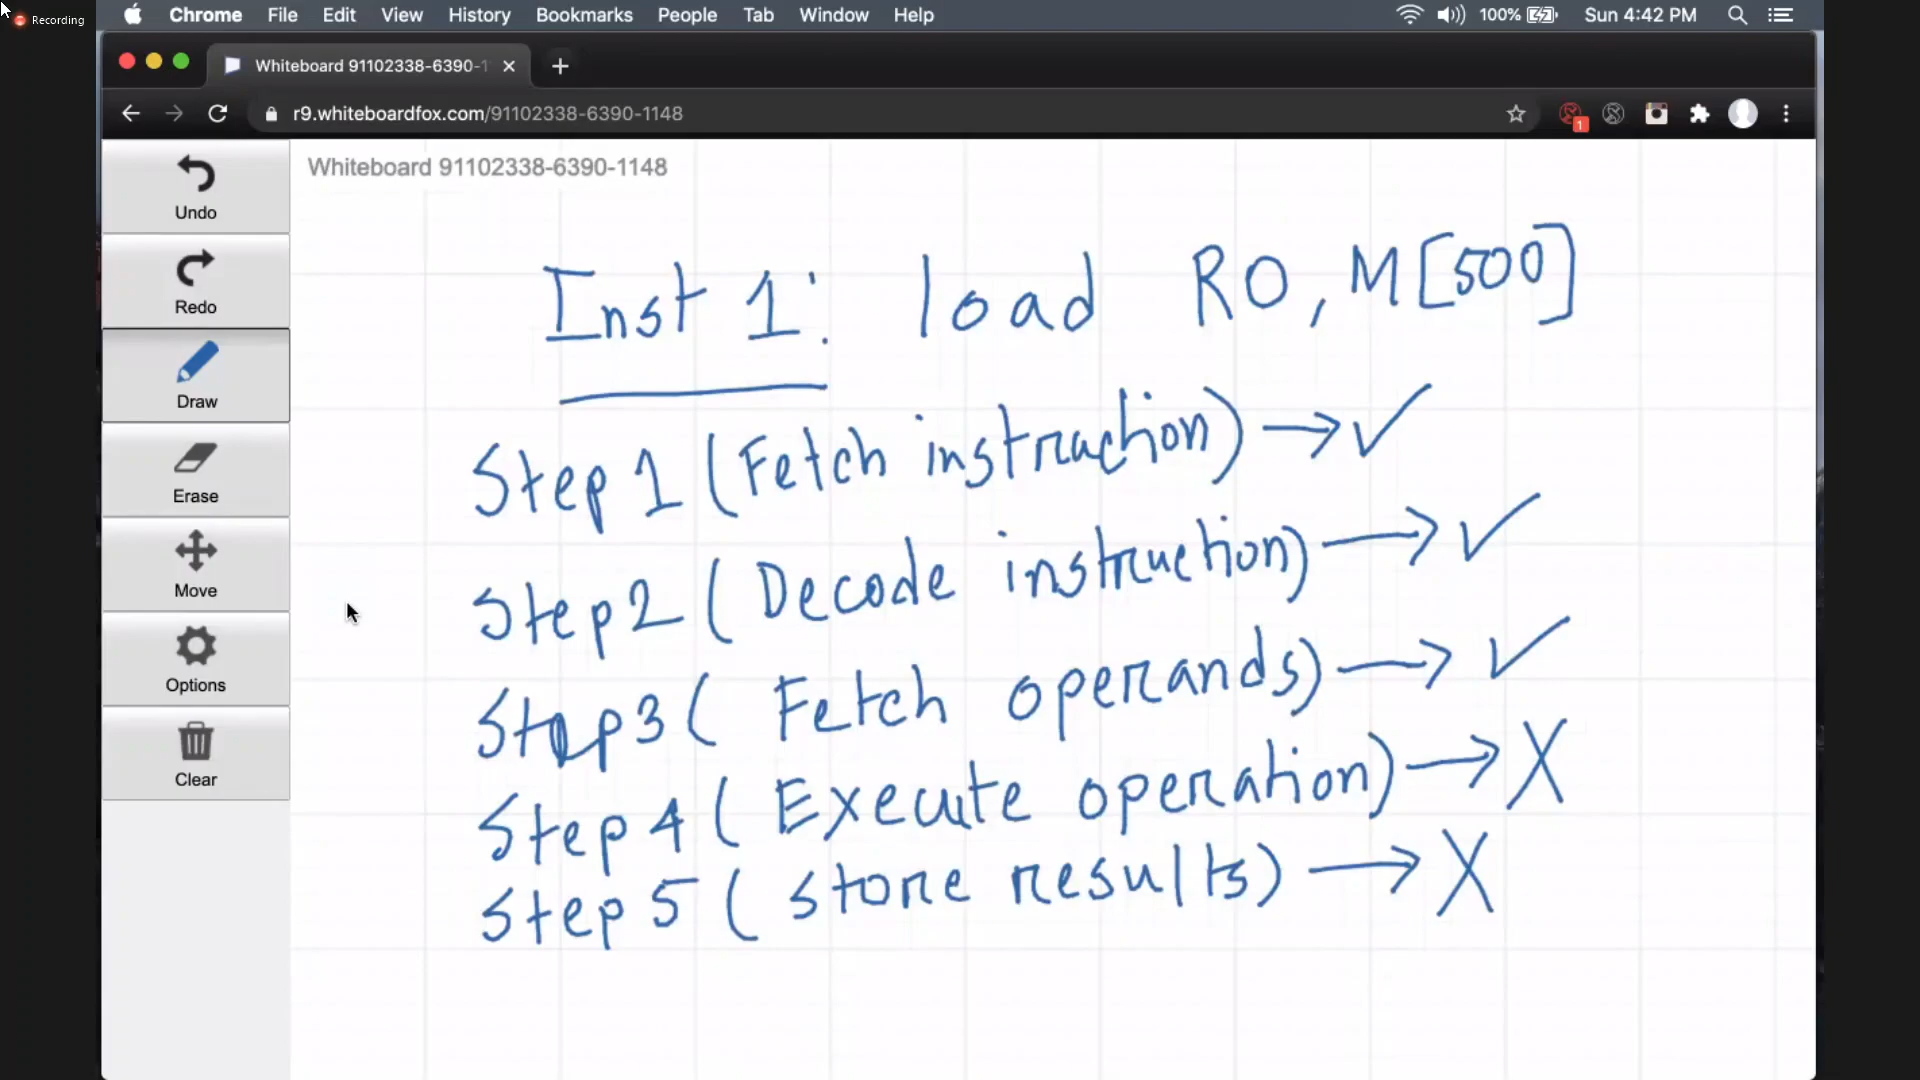 Recording
Chrome File Edit View History Bookmarks People Tab Window Help 100% Sun 4:42 PM
Whiteboard 91102338-6390-1
r9.whiteboardfox.com/91102338-6390-1148
1
Whiteboard 91102338-6390-1148
Undo
Redo
Draw
Erase
Move
Options
Clear
Inst 1: load R0, M[500]
Step 1 (Fetch instruction) → ✓
Step 2 (Decode instruction) → ✓
Step 3 (Fetch operands) → ✓
Step 4 (Execute operation) → X
Step 5 (store results) → X